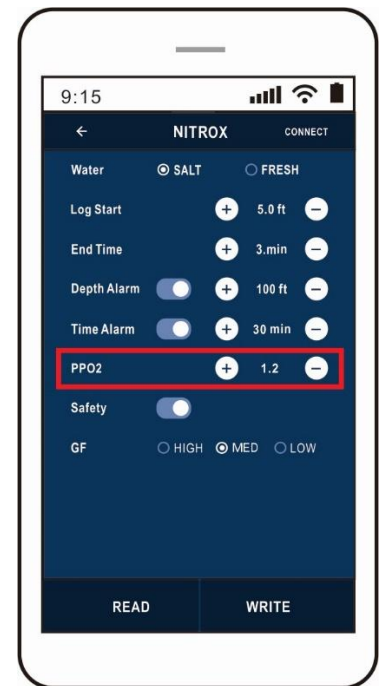 9:15
NITROX CONNECT
Water SALT FRESH
Log Start + 5.0 ft −
End Time + 3.min −
Depth Alarm + 100 ft −
Time Alarm + 30 min −
PPO2 + 1.2 −
Safety
GF HIGH MED LOW
READ WRITE